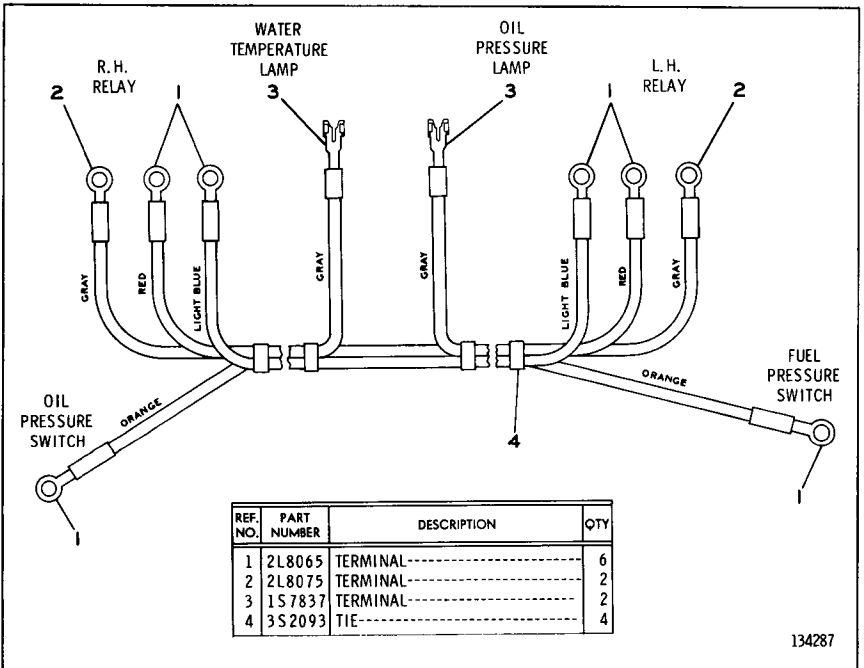 WATER
TEMPERATURE
LAMP
3
OIL
PRESSURE
LAMP
3
R.H.
RELAY
2
1
L.H.
RELAY
1
2
GRAY
RED
LIGHT BLUE
GRAY
GRAY
LIGHT BLUE
RED
GRAY
OIL
PRESSURE
SWITCH
ORANGE
1
ORANGE
FUEL
PRESSURE
SWITCH
1
4
REF. NO. PART NUMBER DESCRIPTION QTY
1 2L8065 TERMINAL 6
2 2L8075 TERMINAL 2
3 1S7837 TERMINAL 2
4 3S2093 TIE 4
134287